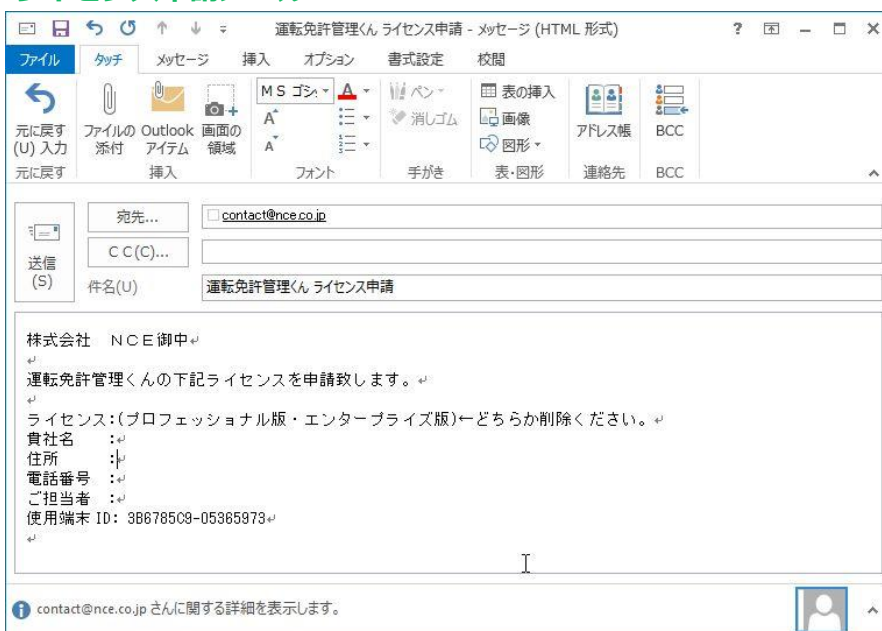 運転免許管理くん ライセンス申請 - メッセージ (HTML 形式)
ファイル タッチ メッセージ 挿入 オプション 書式設定 校閲
元に戻す (U) 入力
ファイルの添付
Outlook アイテム
画面の領域
ＭＳ ゴシ
A
A
A
ペン
消しゴム
表の挿入
画像
図形
アドレス帳
BCC
元に戻す 挿入 フォント 手がき 表・図形 連絡先 BCC
送信 (S)
宛先... contact@nce.co.jp
ＣＣ(C)...
件名(U) 運転免許管理くん ライセンス申請
株式会社　ＮＣＥ御中↵
↵
運転免許管理くんの下記ライセンスを申請致します。↵
↵
ライセンス:(プロフェッショナル版・エンタープライズ版)←どちらか削除ください。↵
貴社名　　:↵
住所　　　:↵
電話番号　:↵
ご担当者　:↵
使用端末 ID: 3B6785C9-05365973↵
↵
contact@nce.co.jp さんに関する詳細を表示します。